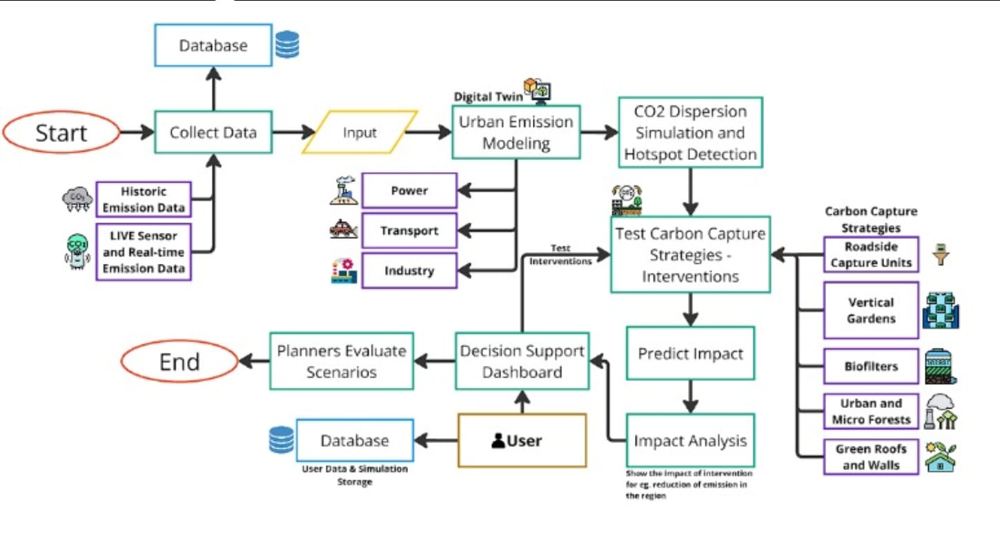 Database
Start
Collect Data
Input
Digital Twin
Urban Emission
Modeling
CO2 Dispersion
Simulation and
Hotspot Detection
CO2
Historic
Emission Data
CO2
LIVE Sensor
and Real-time
Emission Data
Power
Transport
Industry
Test
Interventions
Test Carbon Capture
Strategies -
Interventions
Carbon Capture
Strategies
Roadside
Capture Units
Vertical
Gardens
Biofilters
Urban and
Micro Forests
Green Roofs
and Walls
End
Planners Evaluate
Scenarios
Decision Support
Dashboard
Predict Impact
Database
User Data & Simulation
Storage
User
Impact Analysis
Show the impact of intervention
for eg. reduction of emission in
the region